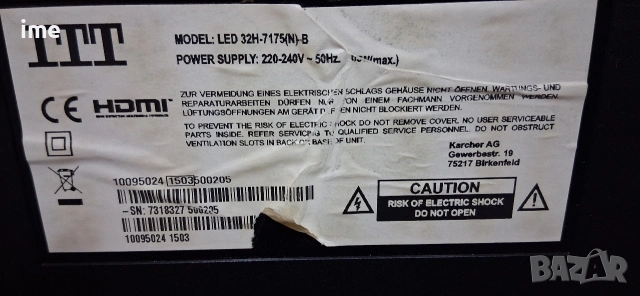 ime
ITT
MODEL: LED 32H-7175(N)-B
POWER SUPPLY: 220-240V ~ 50Hz. (max.)
CE HDMI
ZUR VERMEIDUNG EINES ELEKTRISCHEN SCHLAGS GEHÄUSE NICHT ÖFFNEN, WARTUNGS- UND
REPARATURARBEITEN DÜRFEN NUR VON EINEM FACHMANN VORGENOMMEN WERDEN
LÜFTUNGSÖFFNUNGEN AM GERÄT NICHT ABDECKEN
TO PREVENT THE RISK OF ELECTRIC SHOCK DO NOT REMOVE COVER. NO USER SERVICEABLE
PARTS INSIDE. REFER SERVICING TO QUALIFIED SERVICE PERSONNEL. DO NOT OBSTRUCT
VENTILATION SLOTS IN BACK OR BASE OF UNIT.
Karcher AG
Gewerbestr. 19
75217 Birkenfeld
10095024 1503500205
~SN: 7318327
10095024 1503
CAUTION
RISK OF ELECTRIC SHOCK
DO NOT OPEN
BAZAR